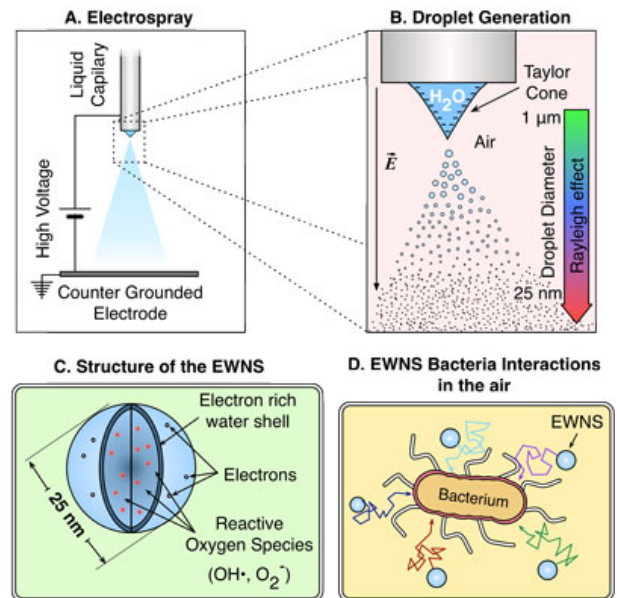 A. Electrospray
Liquid
Capilary
High Voltage
Counter Grounded
Electrode
B. Droplet Generation
H₂O
Taylor
Cone
Air
E⃗
1 µm
Droplet Diameter
Rayleigh effect
25 nm
C. Structure of the EWNS
Electron rich
water shell
Electrons
25 nm
Reactive
Oxygen Species
(OH•, O₂⁻)
D. EWNS Bacteria Interactions
in the air
EWNS
Bacterium